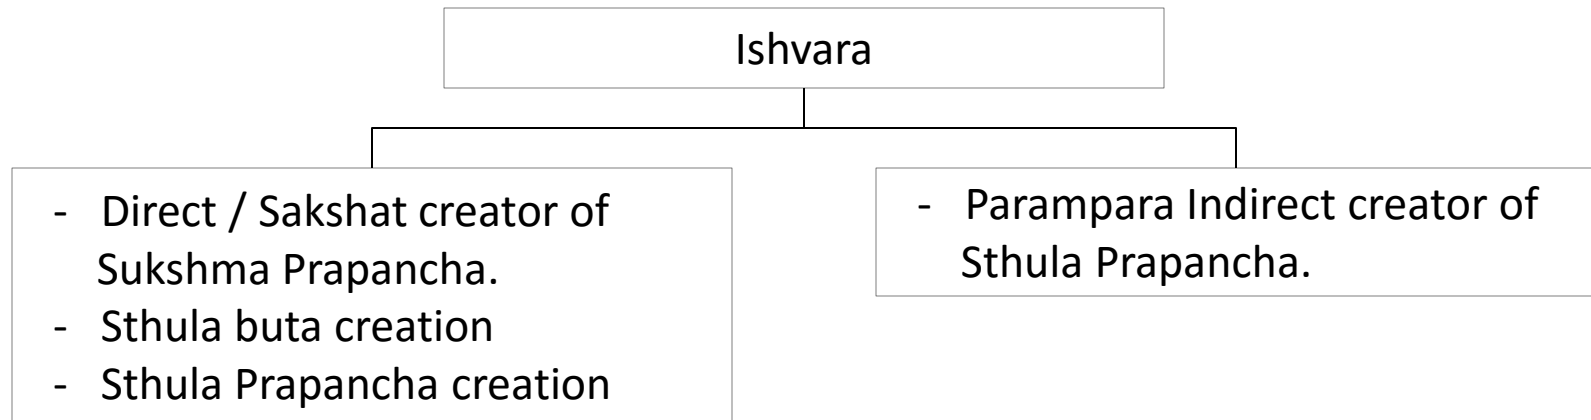 Ishvara
- Direct / Sakshat creator of
Sukshma Prapancha.
- Sthula buta creation
- Sthula Prapancha creation
- Parampara Indirect creator of
Sthula Prapancha.